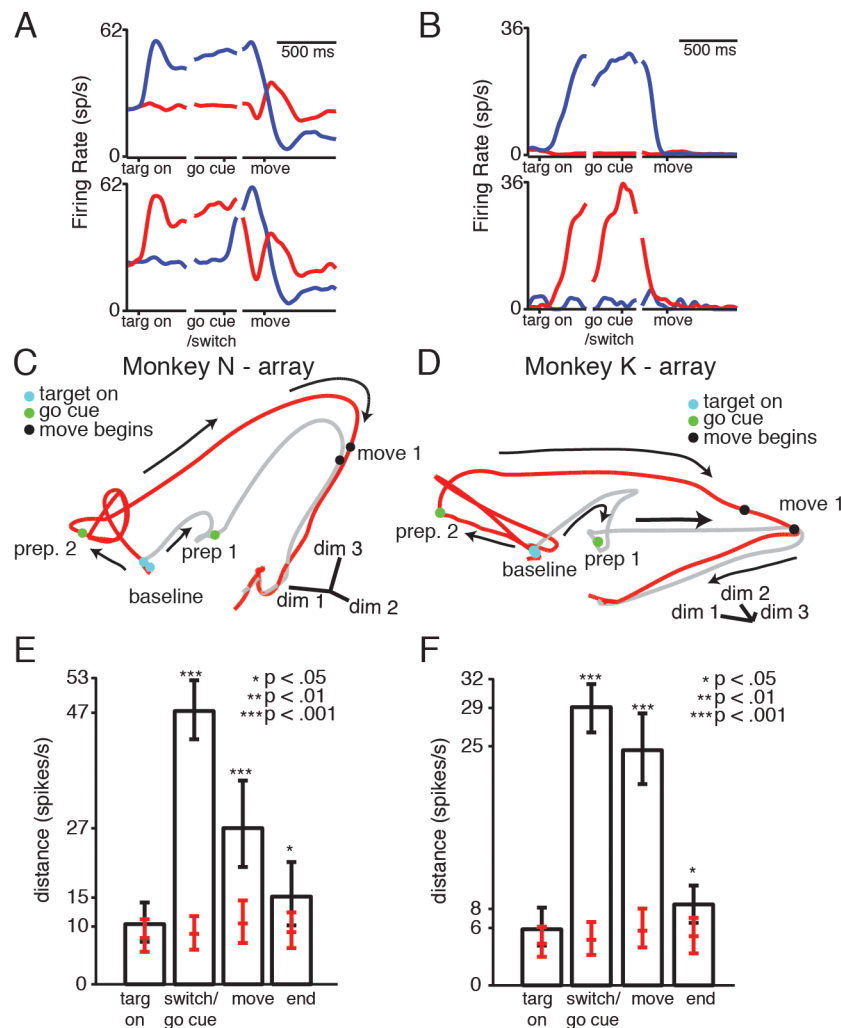 A
62
500 ms
Firing Rate (sp/s)
0
targ on
go cue
move
62
0
targ on
go cue
/switch
move
B
36
500 ms
Firing Rate (sp/s)
0
targ on
go cue
move
36
0
targ on
go cue
/switch
move
C
Monkey N - array
target on
go cue
move begins
move 1
prep. 2
prep 1
baseline
dim 3
dim 1
dim 2
D
Monkey K - array
target on
go cue
move begins
move 1
prep. 2
prep 1
baseline
dim 2
dim 1
dim 3
E
53
47
27
15
10
0
distance (spikes/s)
***
***
*
* p < .05
** p < .01
*** p < .001
targ
on
switch/
go cue
move
end
F
32
29
25
8
6
0
distance (spikes/s)
***
***
*
* p < .05
** p < .01
*** p < .001
targ
on
switch/
go cue
move
end